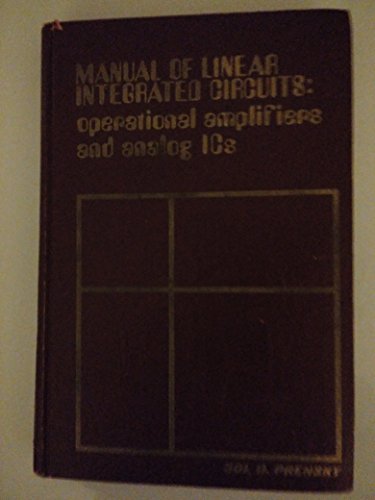 MANUAL OF LINEAR
INTEGRATED CIRCUITS:
operational amplifiers
and analog ICs
SOL D. PRENSKY